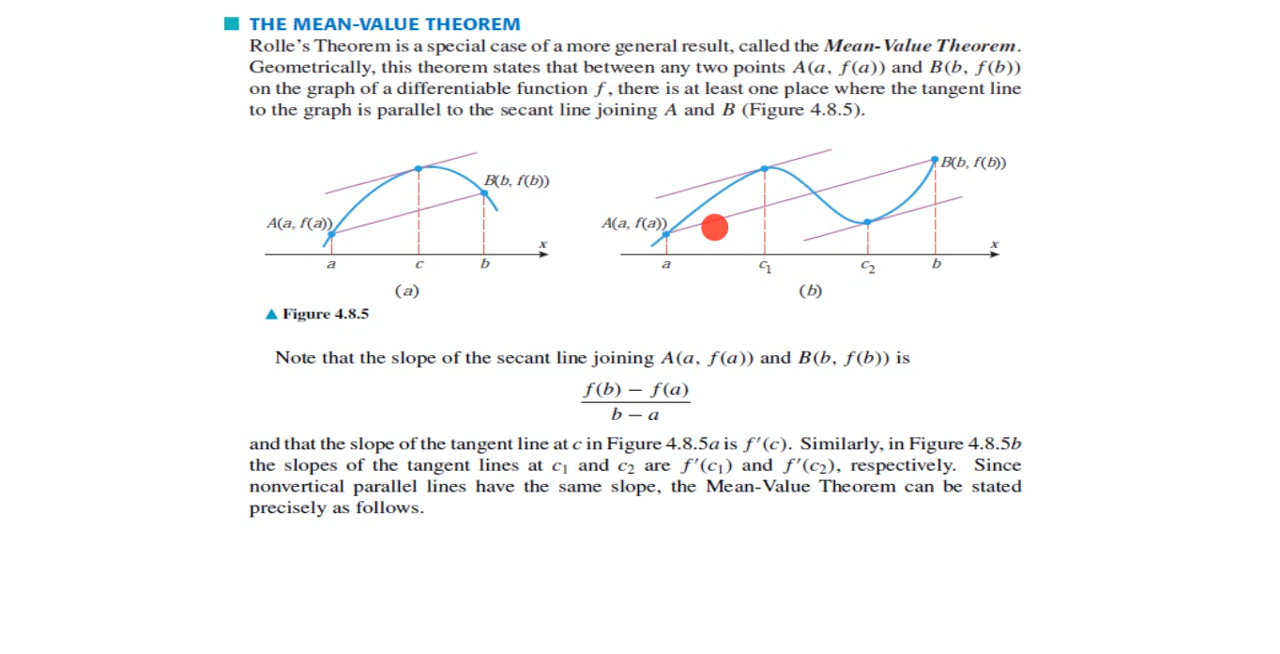 THE MEAN-VALUE THEOREM
Rolle's Theorem is a special case of a more general result, called the Mean-Value Theorem.
Geometrically, this theorem states that between any two points A(a, f(a)) and B(b, f(b))
on the graph of a differentiable function f, there is at least one place where the tangent line
to the graph is parallel to the secant line joining A and B (Figure 4.8.5).
A(a, f(a))
B(b, f(b))
x
a
c
b
(a)
A(a, f(a))
B(b, f(b))
x
a
c₁
c₂
b
(b)
▲ Figure 4.8.5
Note that the slope of the secant line joining A(a, f(a)) and B(b, f(b)) is
f(b) − f(a)
b − a
and that the slope of the tangent line at c in Figure 4.8.5a is f′(c). Similarly, in Figure 4.8.5b
the slopes of the tangent lines at c₁ and c₂ are f′(c₁) and f′(c₂), respectively. Since
nonvertical parallel lines have the same slope, the Mean-Value Theorem can be stated
precisely as follows.